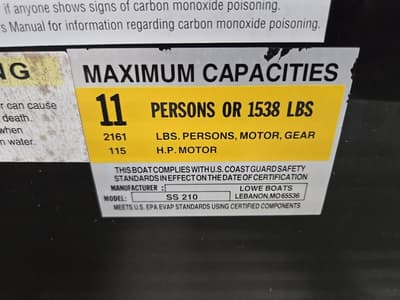 if anyone shows signs of carbon monoxide poisoning.
s Manual for information regarding carbon monoxide poisoning.
NG
r can cause
death.
when
n water.
MAXIMUM CAPACITIES
11 PERSONS OR 1538 LBS
2161 LBS. PERSONS, MOTOR, GEAR
115 H.P. MOTOR
THIS BOAT COMPLIES WITH U.S. COAST GUARD SAFETY
STANDARDS IN EFFECT ON THE DATE OF CERTIFICATION
MANUFACTURER : LOWE BOATS
MODEL: SS 210 LEBANON, MO 65536
MEETS U.S. EPA EVAP STANDARDS USING CERTIFIED COMPONENTS